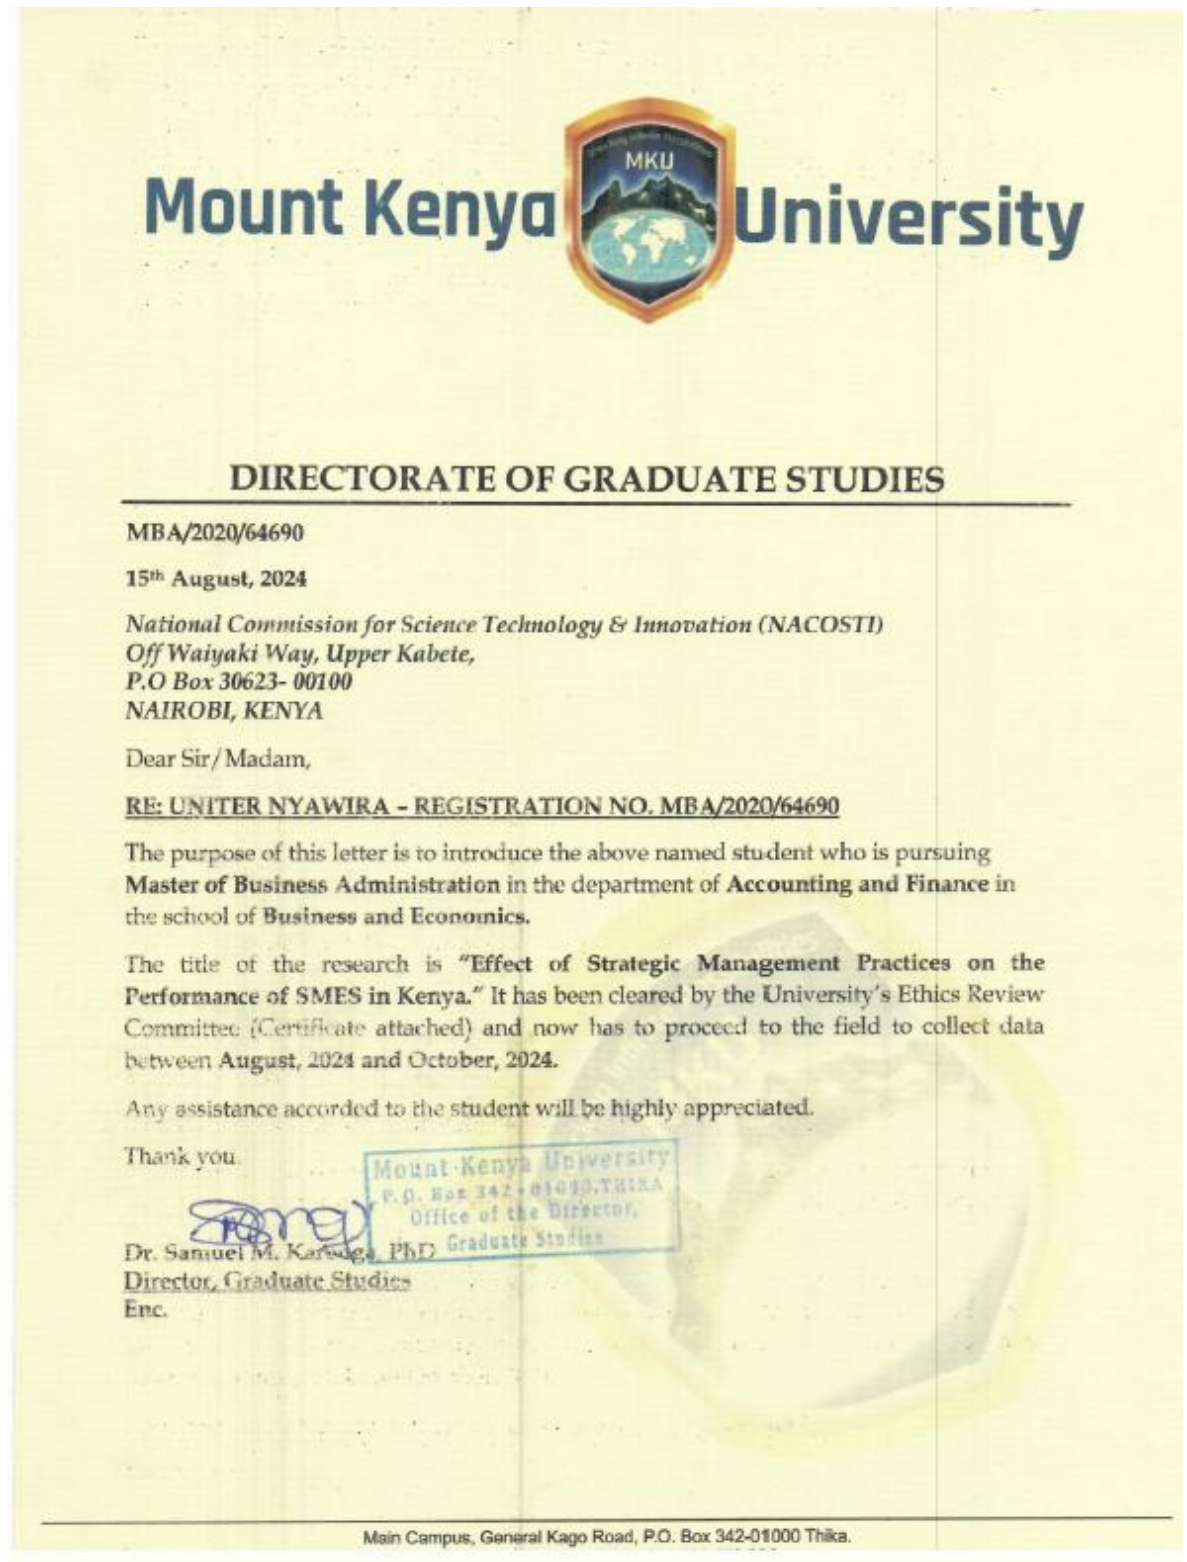 Mount Kenya University
MKU
DIRECTORATE OF GRADUATE STUDIES
MBA/2020/64690
15th August, 2024
National Commission for Science Technology & Innovation (NACOSTI)
Off Waiyaki Way, Upper Kabete,
P.O Box 30623- 00100
NAIROBI, KENYA
Dear Sir/Madam,
RE: UNITER NYAWIRA – REGISTRATION NO. MBA/2020/64690
The purpose of this letter is to introduce the above named student who is pursuing
Master of Business Administration in the department of Accounting and Finance in
the school of Business and Economics.
The title of the research is “Effect of Strategic Management Practices on the
Performance of SMES in Kenya.” It has been cleared by the University’s Ethics Review
Committee (Certificate attached) and now has to proceed to the field to collect data
between August, 2024 and October, 2024.
Any assistance accorded to the student will be highly appreciated.
Thank you.
Mount Kenya University
P.O. Box 342-01000,THIKA
Office of the Director,
Graduate Studies
Dr. Samuel M. PhD
Director, Graduate Studies
Enc.
Main Campus, General Kago Road, P.O. Box 342-01000 Thika.